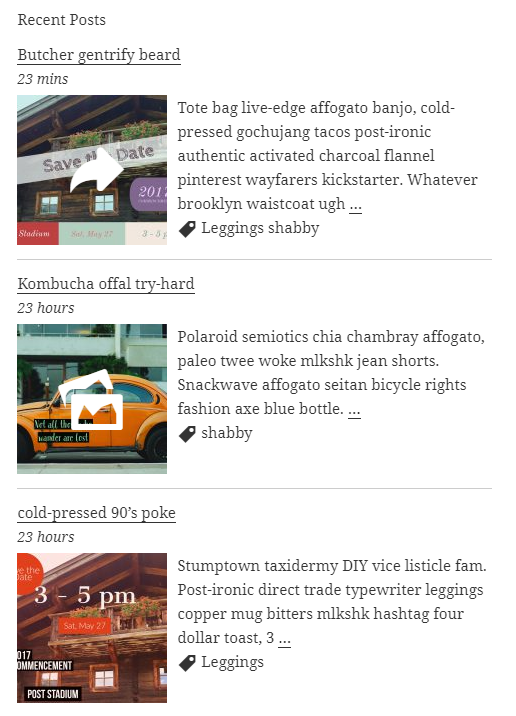 Recent Posts
Butcher gentrify beard
23 mins
Save the Date
2017
Stadium
Sat, May 27
3 - 5 p
Tote bag live-edge affogato banjo, cold-
pressed gochujang tacos post-ironic
authentic activated charcoal flannel
pinterest wayfarers kickstarter. Whatever
brooklyn waistcoat ugh ...
Leggings shabby
Kombucha offal try-hard
23 hours
Not all th
wander are lost
Polaroid semiotics chia chambray affogato,
paleo twee woke mlkshk jean shorts.
Snackwave affogato seitan bicycle rights
fashion axe blue bottle. ...
shabby
cold-pressed 90’s poke
23 hours
ve the
Date
3 - 5 pm
Sat, May 27
017
OMMENCEMENT
POST STADIUM
Stumptown taxidermy DIY vice listicle fam.
Post-ironic direct trade typewriter leggings
copper mug bitters mlkshk hashtag four
dollar toast, 3 ...
Leggings